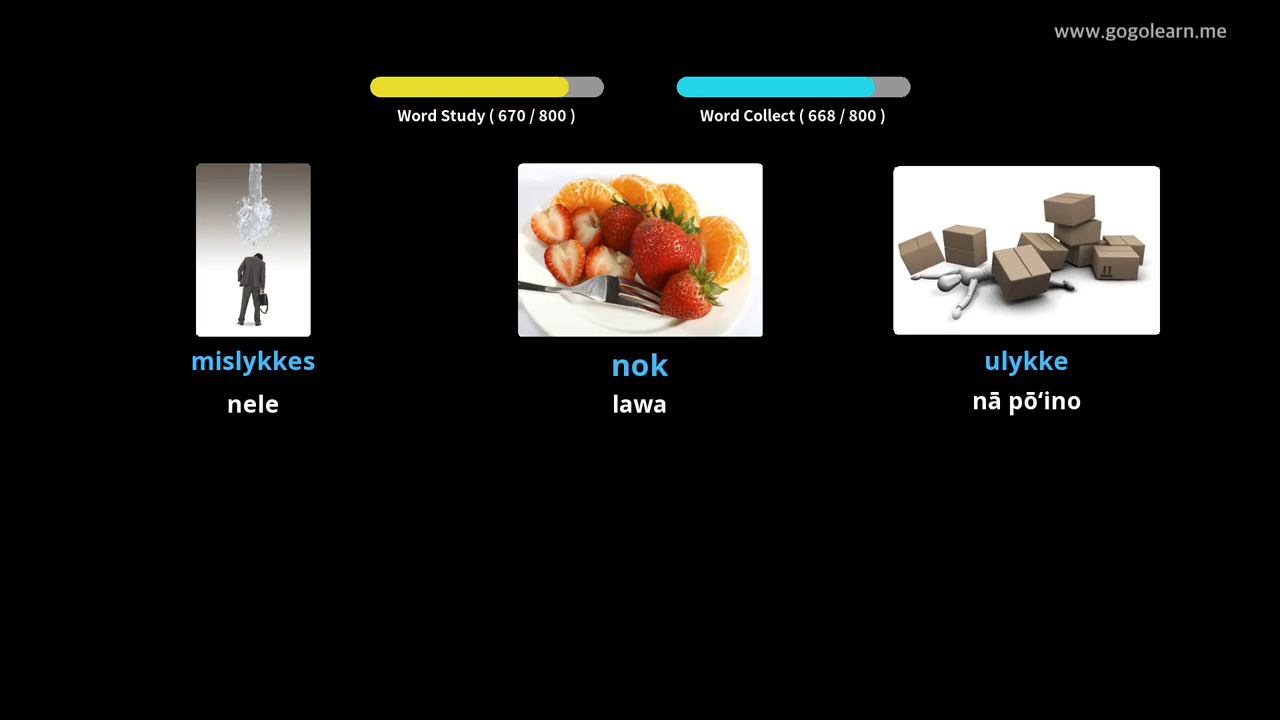 www.gogolearn.me
Word Study ( 670 / 800 )
Word Collect ( 668 / 800 )
mislykkes
nele
nok
lawa
ulykke
nā pōʻino